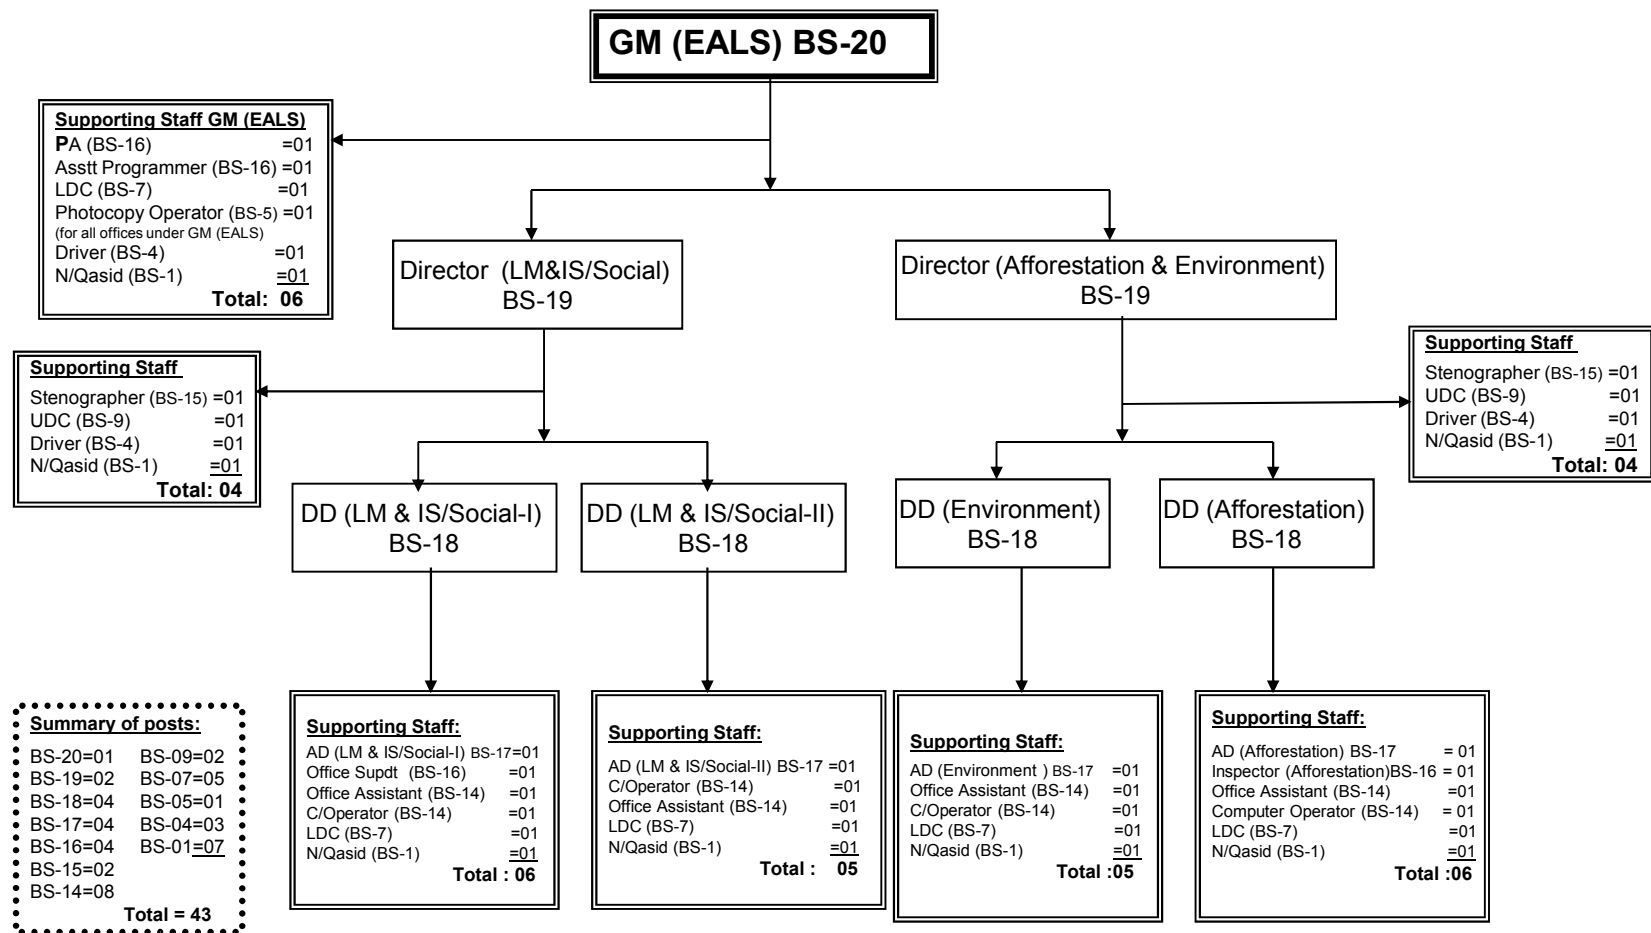 GM (EALS) BS-20
Supporting Staff GM (EALS)
PA (BS-16) =01
Asstt Programmer (BS-16) =01
LDC (BS-7) =01
Photocopy Operator (BS-5) =01
(for all offices under GM (EALS)
Driver (BS-4) =01
N/Qasid (BS-1) =01
Total: 06
Director (LM&IS/Social)
BS-19
Director (Afforestation & Environment)
BS-19
Supporting Staff
Stenographer (BS-15) =01
UDC (BS-9) =01
Driver (BS-4) =01
N/Qasid (BS-1) =01
Total: 04
Supporting Staff
Stenographer (BS-15) =01
UDC (BS-9) =01
Driver (BS-4) =01
N/Qasid (BS-1) =01
Total: 04
DD (LM & IS/Social-I)
BS-18
DD (LM & IS/Social-II)
BS-18
DD (Environment)
BS-18
DD (Afforestation)
BS-18
Summary of posts:
BS-20=01 BS-09=02
BS-19=02 BS-07=05
BS-18=04 BS-05=01
BS-17=04 BS-04=03
BS-16=04 BS-01=07
BS-15=02
BS-14=08
Total = 43
Supporting Staff:
AD (LM & IS/Social-I) BS-17=01
Office Supdt (BS-16) =01
Office Assistant (BS-14) =01
C/Operator (BS-14) =01
LDC (BS-7) =01
N/Qasid (BS-1) =01
Total : 06
Supporting Staff:
AD (LM & IS/Social-II) BS-17 =01
C/Operator (BS-14) =01
Office Assistant (BS-14) =01
LDC (BS-7) =01
N/Qasid (BS-1) =01
Total : 05
Supporting Staff:
AD (Environment ) BS-17 =01
Office Assistant (BS-14) =01
C/Operator (BS-14) =01
LDC (BS-7) =01
N/Qasid (BS-1) =01
Total :05
Supporting Staff:
AD (Afforestation) BS-17 = 01
Inspector (Afforestation)BS-16 = 01
Office Assistant (BS-14) =01
Computer Operator (BS-14) = 01
LDC (BS-7) =01
N/Qasid (BS-1) =01
Total :06